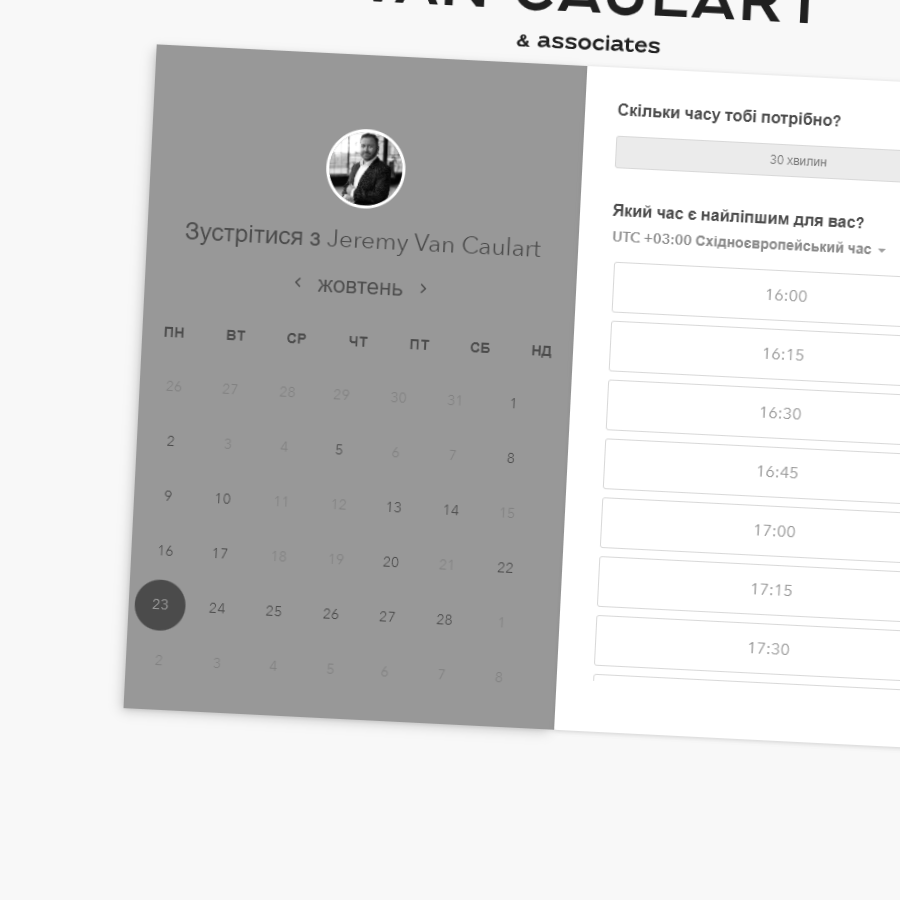 VAN CAULART
& associates
Зустрітися з Jeremy Van Caulart
‹ жовтень ›
ПН ВТ СР ЧТ ПТ СБ НД
26 27 28 29 30 31 1
2 3 4 5 6 7 8
9 10 11 12 13 14 15
16 17 18 19 20 21 22
23 24 25 26 27 28 1
2 3 4 5 6 7 8
Скільки часу тобі потрібно?
30 хвилин
Який час є найліпшим для вас?
UTC +03:00 Східноєвропейський час
16:00
16:15
16:30
16:45
17:00
17:15
17:30